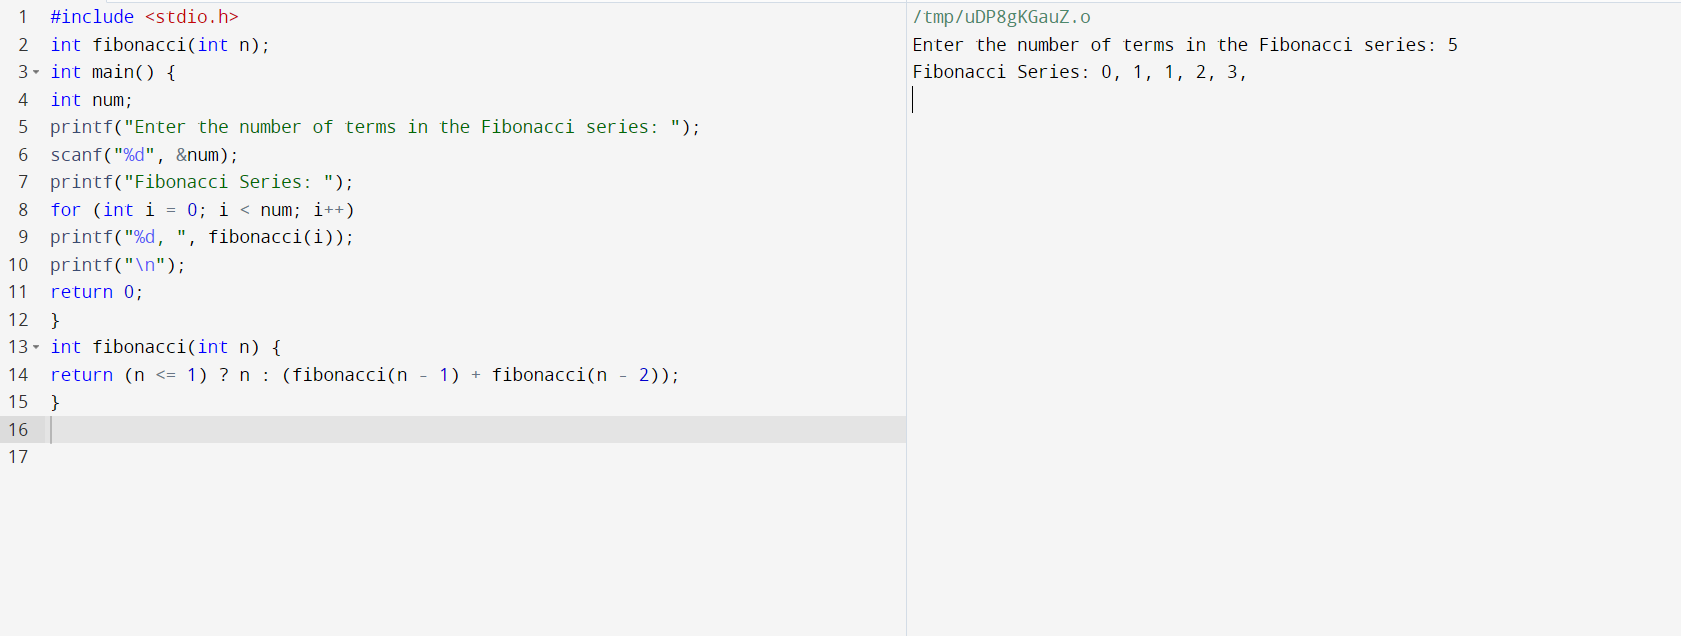 1 #include <stdio.h>
2 int fibonacci(int n);
3 int main() {
4 int num;
5 printf("Enter the number of terms in the Fibonacci series: ");
6 scanf("%d", &num);
7 printf("Fibonacci Series: ");
8 for (int i = 0; i < num; i++)
9 printf("%d, ", fibonacci(i));
10 printf("\n");
11 return 0;
12 }
13 int fibonacci(int n) {
14 return (n <= 1) ? n : (fibonacci(n - 1) + fibonacci(n - 2));
15 }
16
17
/tmp/uDP8gKGauZ.o
Enter the number of terms in the Fibonacci series: 5
Fibonacci Series: 0, 1, 1, 2, 3,